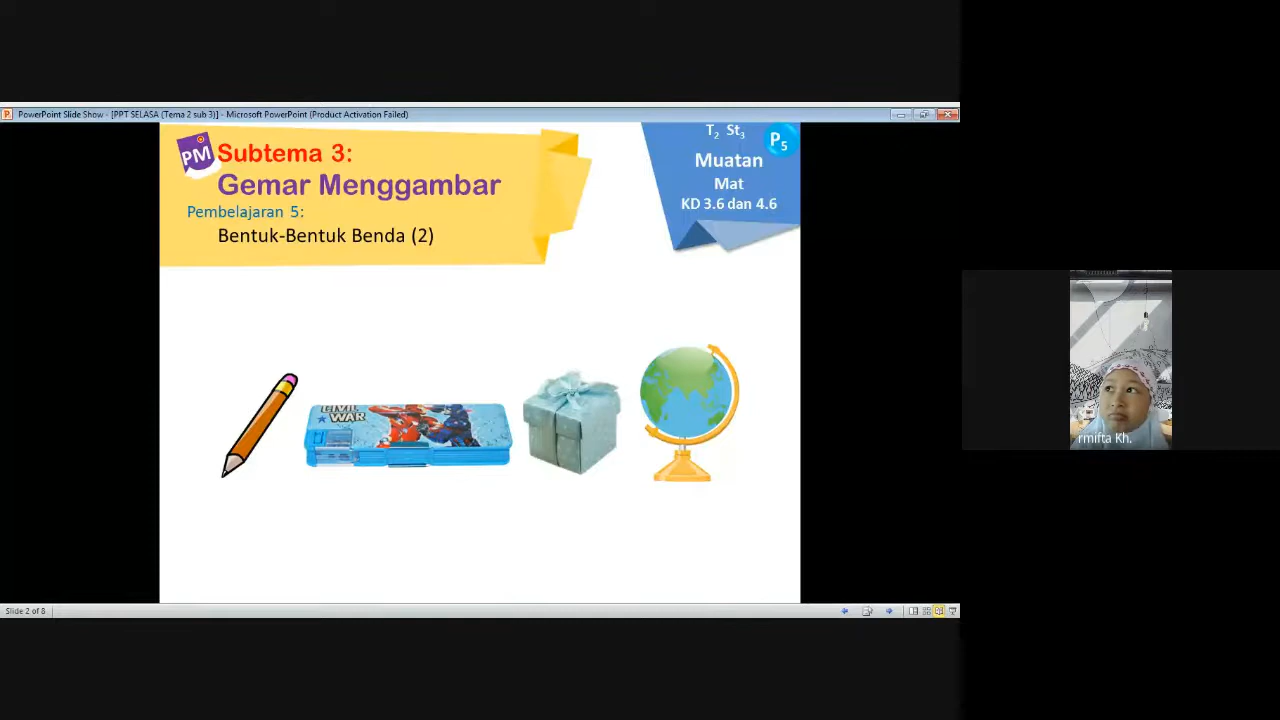 PowerPoint Slide Show - [PPT SELASA (Tema 2 sub 3)] - Microsoft PowerPoint (Product Activation Failed)
PM
Subtema 3:
Gemar Menggambar
Pembelajaran 5:
Bentuk-Bentuk Benda (2)
T2 St3
P5
Muatan
Mat
KD 3.6 dan 4.6
CIVIL
WAR
rmifta Kh.
Slide 2 of 8